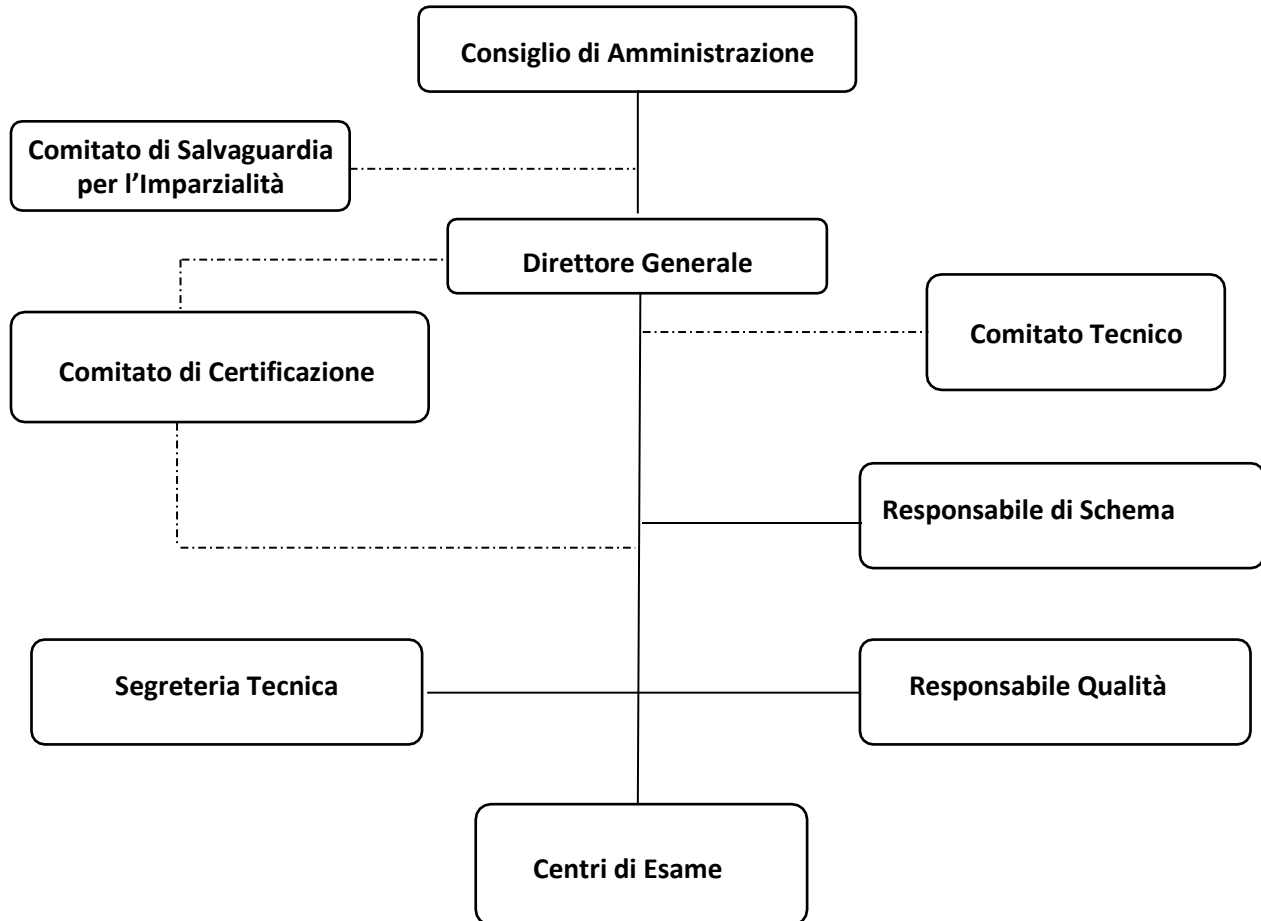 Consiglio di Amministrazione
Comitato di Salvaguardia
per l’Imparzialità
Direttore Generale
Comitato Tecnico
Comitato di Certificazione
Responsabile di Schema
Segreteria Tecnica
Responsabile Qualità
Centri di Esame